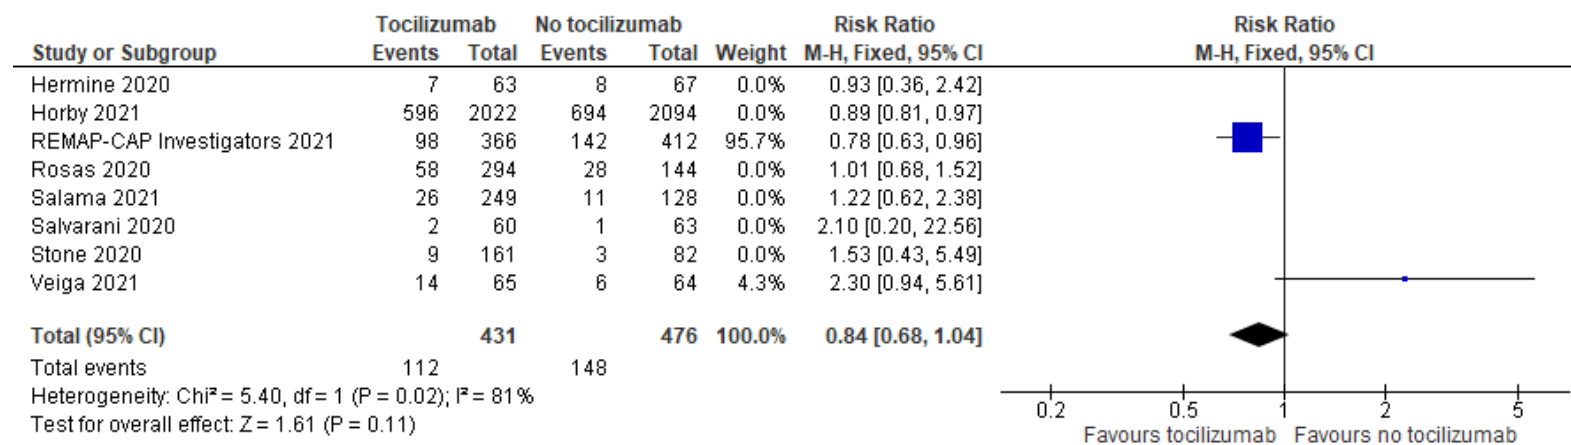 Tocilizumab No tocilizumab Risk Ratio Risk Ratio
Study or Subgroup Events Total Events Total Weight M-H, Fixed, 95% CI M-H, Fixed, 95% CI
Hermine 2020 7 63 8 67 0.0% 0.93 [0.36, 2.42]
Horby 2021 596 2022 694 2094 0.0% 0.89 [0.81, 0.97]
REMAP-CAP Investigators 2021 98 366 142 412 95.7% 0.78 [0.63, 0.96]
Rosas 2020 58 294 28 144 0.0% 1.01 [0.68, 1.52]
Salama 2021 26 249 11 128 0.0% 1.22 [0.62, 2.38]
Salvarani 2020 2 60 1 63 0.0% 2.10 [0.20, 22.56]
Stone 2020 9 161 3 82 0.0% 1.53 [0.43, 5.49]
Veiga 2021 14 65 6 64 4.3% 2.30 [0.94, 5.61]
Total (95% CI) 431 476 100.0% 0.84 [0.68, 1.04]
Total events 112 148
Heterogeneity: Chi² = 5.40, df = 1 (P = 0.02); I² = 81%
Test for overall effect: Z = 1.61 (P = 0.11)
0.2 0.5 1 2 5
Favours tocilizumab Favours no tocilizumab